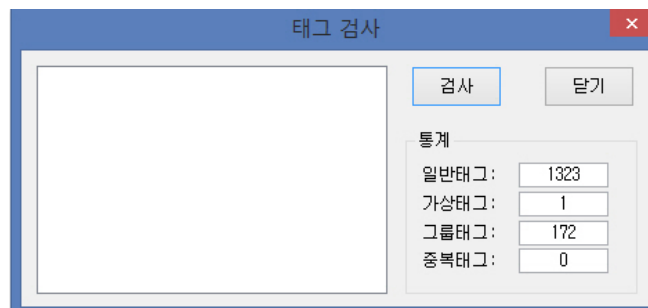 태그 검사
검사
닫기
통계
일반태그: 1323
가상태그: 1
그룹태그: 172
중복태그: 0